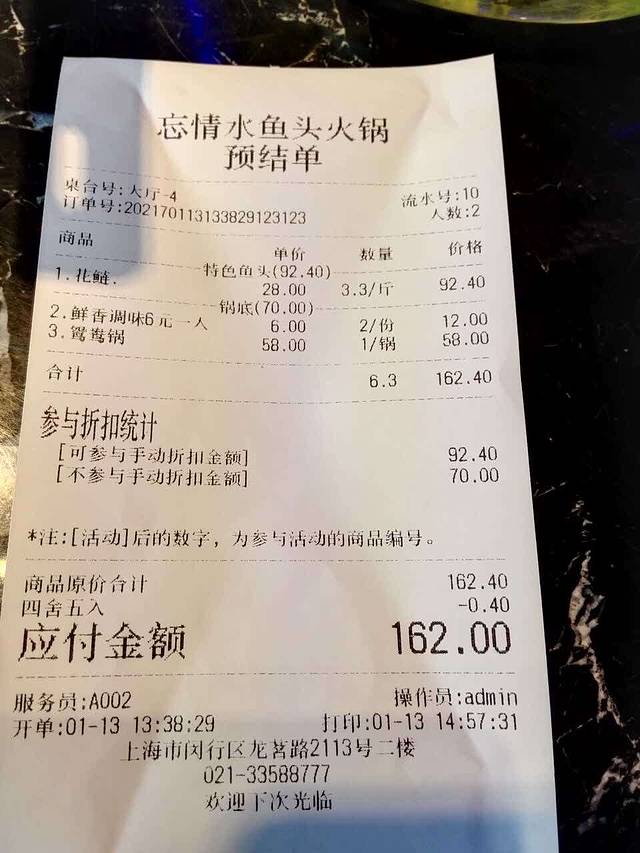 忘情水鱼头火锅
预结单
桌台号:大厅-4 流水号:10
订单号:202170113133829123123 人数:2
商品 单价 数量 价格
特色鱼头(92.40)
1.花鲢. 28.00 3.3/斤 92.40
锅底(70.00)
2.鲜香调味6元一人 6.00 2/份 12.00
3.鸳鸯锅 58.00 1/锅 58.00
合计 6.3 162.40
参与折扣统计
[可参与手动折扣金额] 92.40
[不参与手动折扣金额] 70.00
*注:[活动]后的数字，为参与活动的商品编号。
商品原价合计 162.40
四舍五入 -0.40
应付金额 162.00
服务员:A002 操作员:admin
开单:01-13 13:38:29 打印:01-13 14:57:31
上海市闵行区龙茗路2113号二楼
021-33588777
欢迎下次光临